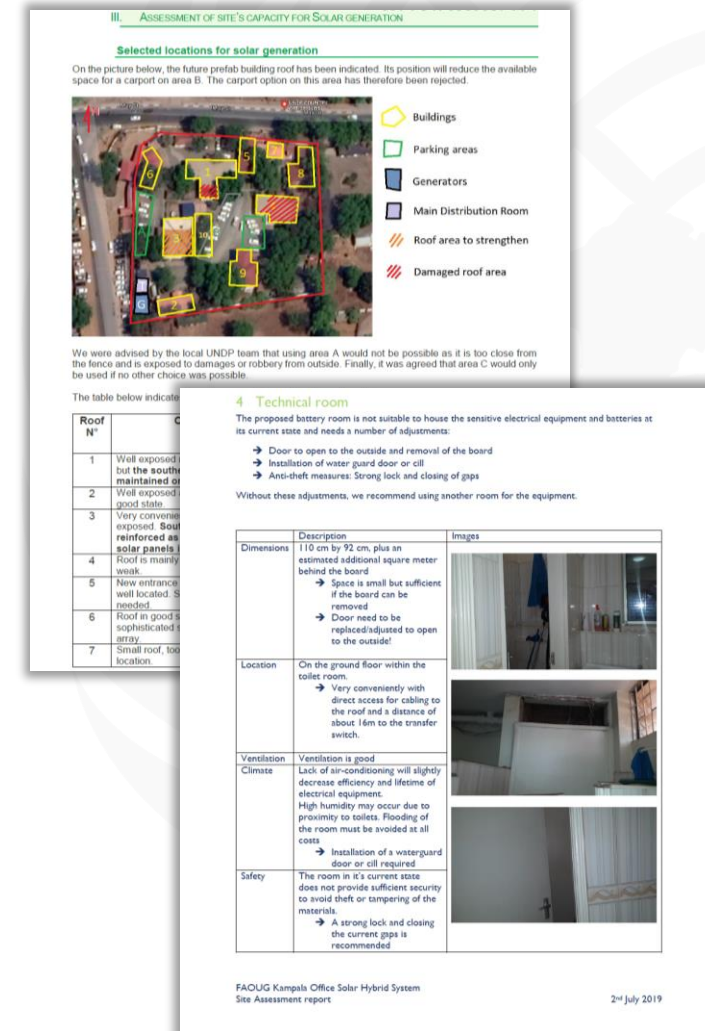 III. ASSESSMENT OF SITE'S CAPACITY FOR SOLAR GENERATION
Selected locations for solar generation
On the picture below, the future prefab building roof has been indicated. Its position will reduce the available
space for a carport on area B. The carport option on this area has therefore been rejected.
Buildings
Parking areas
Generators
Main Distribution Room
Roof area to strengthen
Damaged roof area
1
5
6
8
3
10
9
2
G
We were advised by the local UNDP team that using area A would not be possible as it is too close from
the fence and is exposed to damages or robbery from outside. Finally, it was agreed that area C would only
be used if no other choice was possible.
The table below indicate
Roof
N°
1 Well exposed
but the southe
maintained or
2 Well exposed
good state.
3 Very convenie
exposed. Sout
reinforced as
solar panels i
4 Roof is mainly
weak.
5 New entrance
well located. S
needed.
6 Roof in good s
sophisticated s
array.
7 Small roof, too
location.
4 Technical room
The proposed battery room is not suitable to house the sensitive electrical equipment and batteries at
its current state and needs a number of adjustments:
→ Door to open to the outside and removal of the board
→ Installation of water guard door or cill
→ Anti-theft measures: Strong lock and closing of gaps
Without these adjustments, we recommend using another room for the equipment.
Description Images
Dimensions 110 cm by 92 cm, plus an
estimated additional square meter
behind the board
→ Space is small but sufficient
if the board can be
removed
→ Door need to be
replaced/adjusted to open
to the outside!
Location On the ground floor within the
toilet room.
→ Very conveniently with
direct access for cabling to
the roof and a distance of
about 16m to the transfer
switch.
Ventilation Ventilation is good
Climate Lack of air-conditioning will slightly
decrease efficiency and lifetime of
electrical equipment.
High humidity may occur due to
proximity to toilets. Flooding of
the room must be avoided at all
costs
→ Installation of a waterguard
door or cill required
Safety The room in it's current state
does not provide sufficient security
to avoid theft or tampering of the
materials.
→ A strong lock and closing
the current gaps is
recommended
FAOUG Kampala Office Solar Hybrid System
Site Assessment report 2nd July 2019